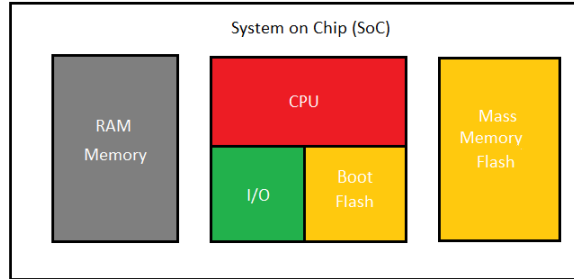 System on Chip (SoC)
RAM
Memory
CPU
I/O
Boot
Flash
Mass
Memory
Flash